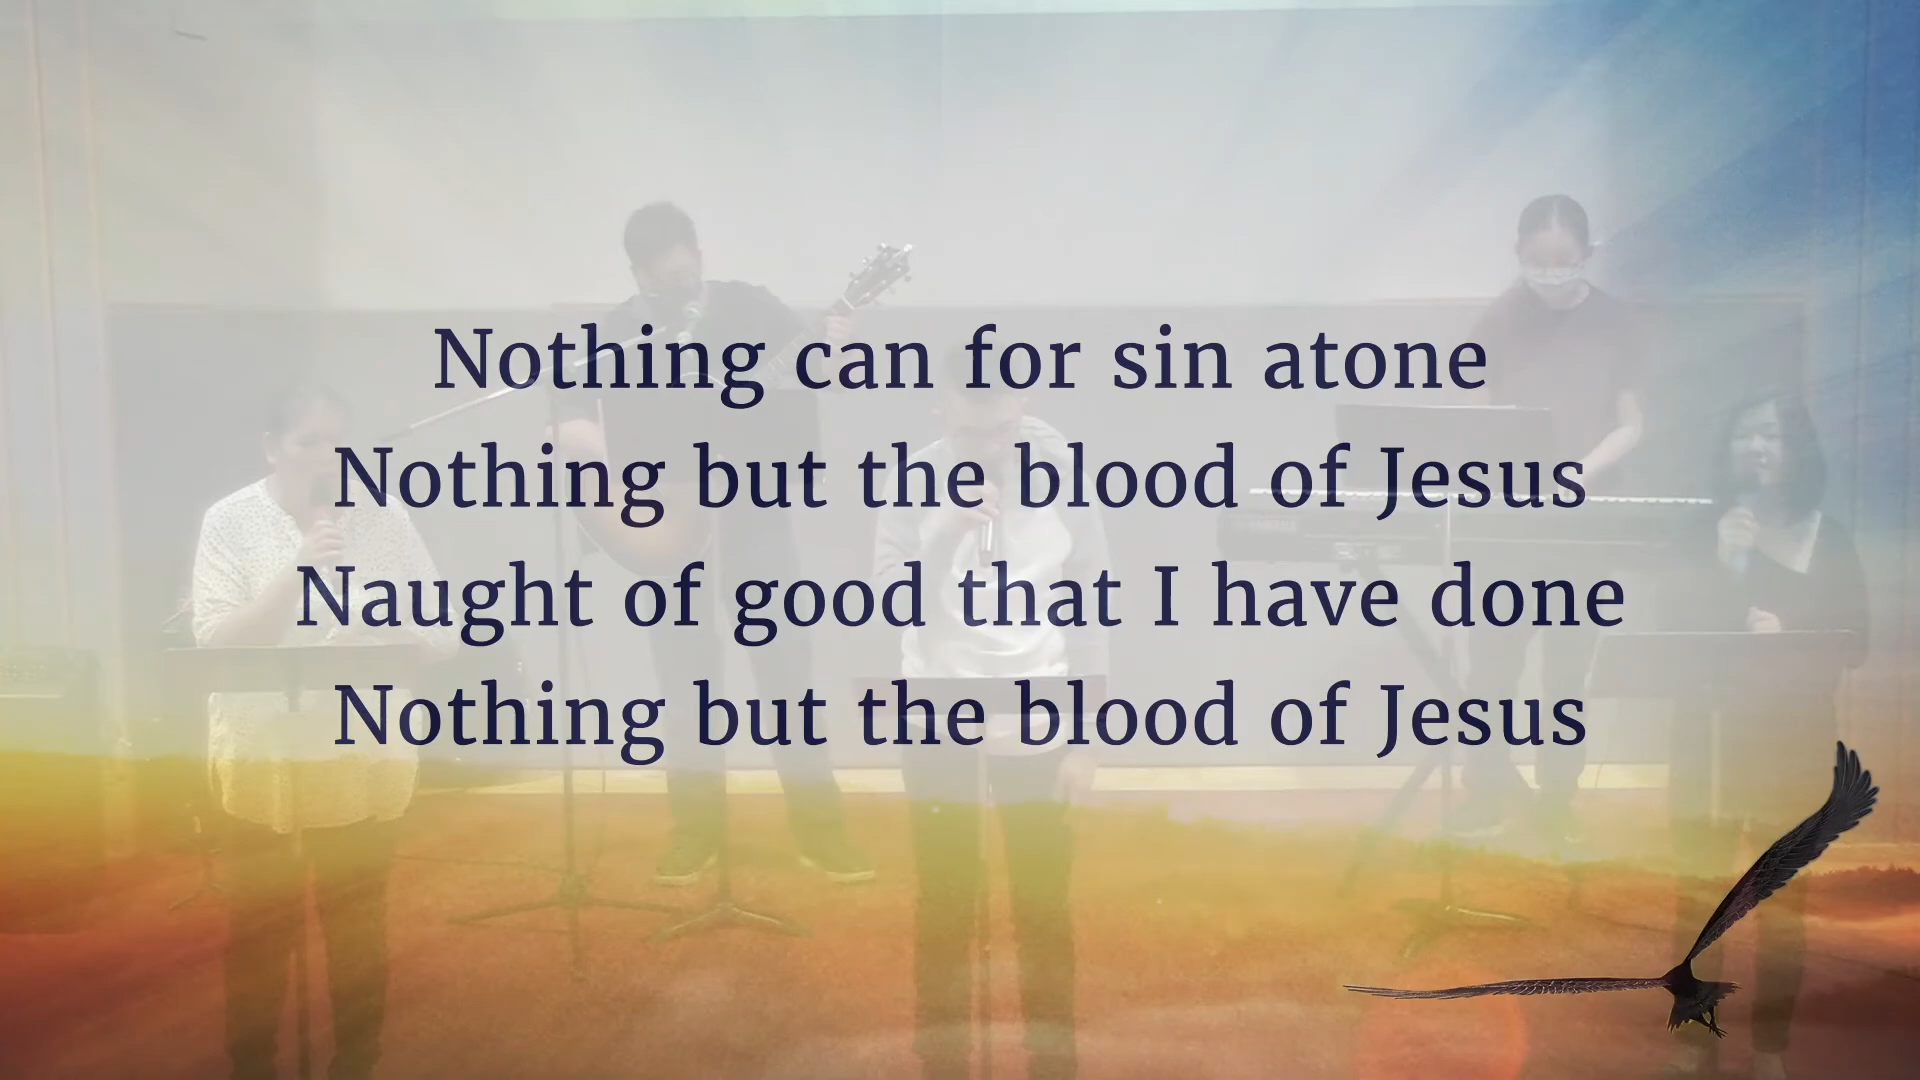 Nothing can for sin atone
Nothing but the blood of Jesus
Naught of good that I have done
Nothing but the blood of Jesus